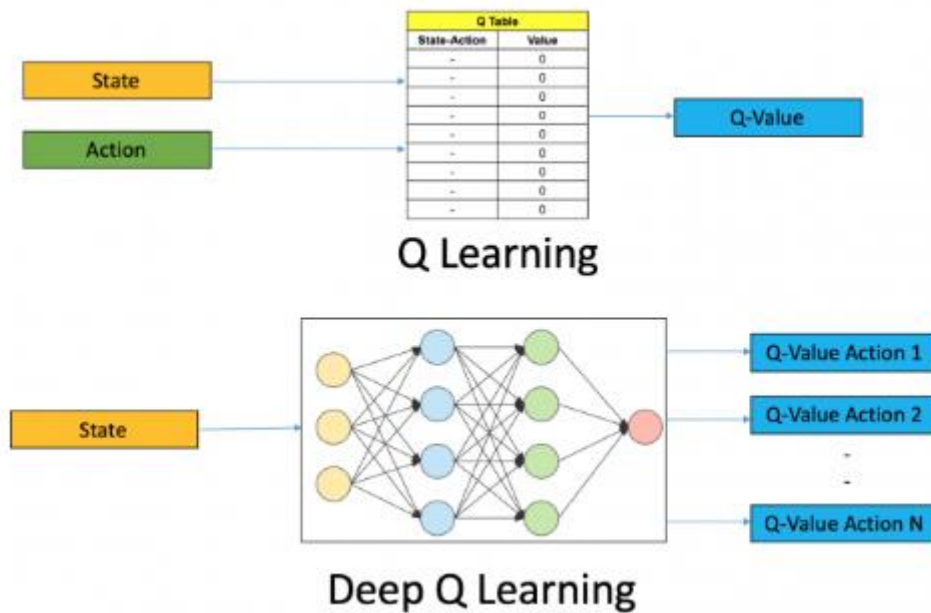 Q Table
State-Action Value
- 0
- 0
- 0
- 0
- 0
- 0
- 0
- 0
- 0
State
Action
Q-Value
Q Learning
State
Q-Value Action 1
Q-Value Action 2
-
-
Q-Value Action N
Deep Q Learning